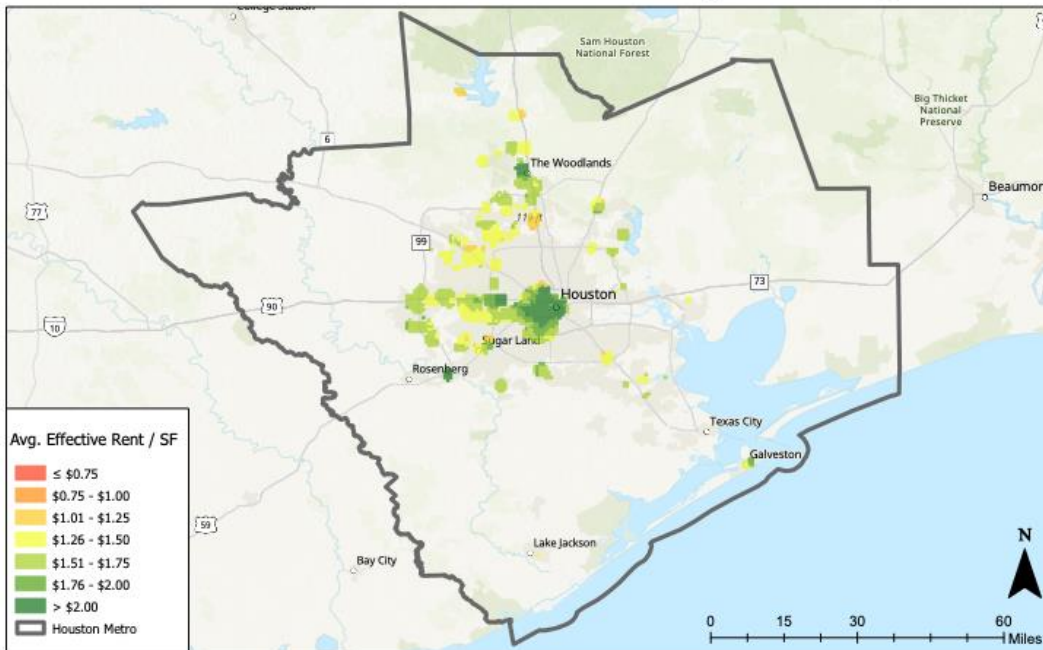 College Station
Sam Houston
National Forest
Big Thicket
National
Preserve
6
The Woodlands
Beaumont
77
99
73
Houston
90
10
Sugar Land
Rosenberg
Texas City
Avg. Effective Rent / SF
Galveston
≤ $0.75
$0.75 - $1.00
$1.01 - $1.25
$1.26 - $1.50
59
N
$1.51 - $1.75
Lake Jackson
$1.76 - $2.00
Bay City
> $2.00
Houston Metro
0 15 30 60
Miles